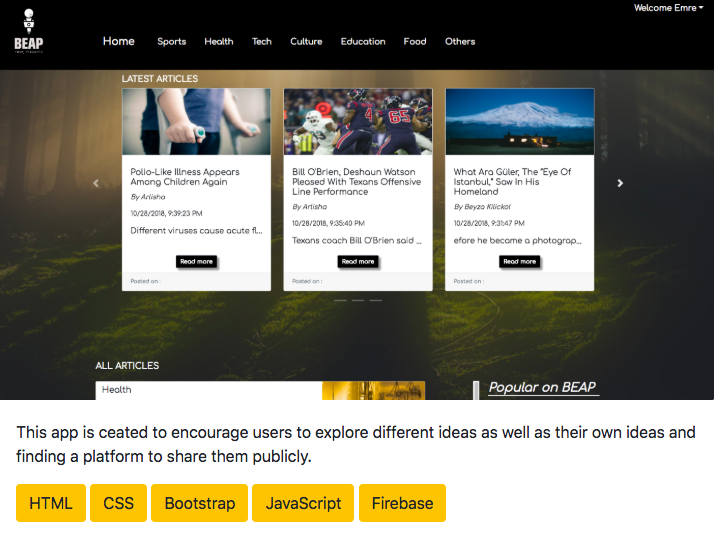 Welcome Emre
BEAP
Home Sports Health Tech Culture Education Food Others
LATEST ARTICLES
Polio-Like Illness Appears
Among Children Again
By Arlisha
10/28/2018, 9:39:23 PM
Different viruses cause acute fl...
Read more
Posted on :
Bill O'Brien, Deshaun Watson
Pleased With Texans Offensive
Line Performance
By Arlisha
10/28/2018, 9:35:40 PM
Texans coach Bill O'Brien said ...
Read more
Posted on :
What Ara Güler, The "Eye Of
Istanbul," Saw In His
Homeland
By Beyza Kilickol
10/28/2018, 9:31:47 PM
efore he became a photograp...
Read more
Posted on :
ALL ARTICLES
Health
Popular on BEAP
This app is ceated to encourage users to explore different ideas as well as their own ideas and
finding a platform to share them publicly.
HTML CSS Bootstrap JavaScript Firebase